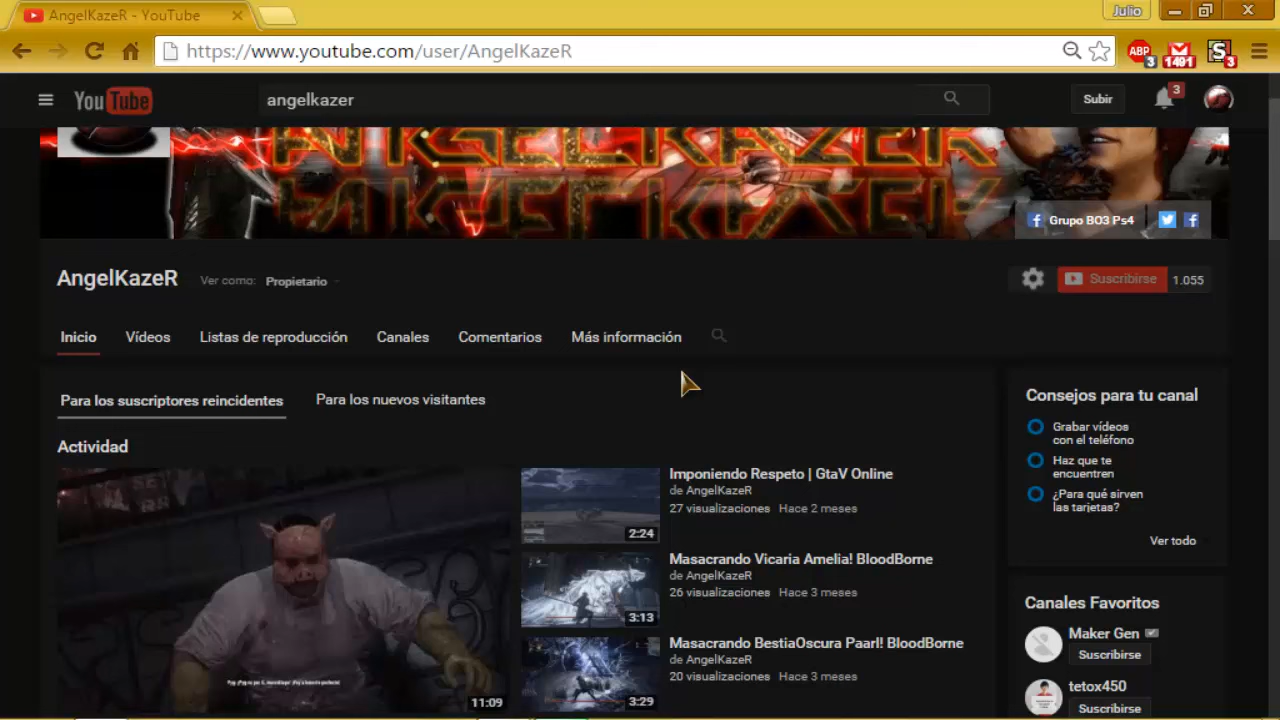 AngelKazeR - YouTube
Julio
https://www.youtube.com/user/AngelKazeR
ABP
3
1491
S
3
YouTube
angelkazer
Subir
3
ANGELKAZER
Grupo BO3 Ps4
AngelKazeR
Ver como: Propietario
Suscribirse
1.055
Inicio
Vídeos
Listas de reproducción
Canales
Comentarios
Más información
Para los suscriptores reincidentes
Para los nuevos visitantes
Actividad
11:09
2:24
Imponiendo Respeto | GtaV Online
de AngelKazeR
27 visualizaciones Hace 2 meses
3:13
Masacrando Vicaria Amelia! BloodBorne
de AngelKazeR
26 visualizaciones Hace 3 meses
3:29
Masacrando BestiaOscura Paarl! BloodBorne
de AngelKazeR
20 visualizaciones Hace 3 meses
Consejos para tu canal
Grabar vídeos
con el teléfono
Haz que te
encuentren
¿Para qué sirven
las tarjetas?
Ver todo
Canales Favoritos
Maker Gen
Suscribirse
tetox450
Suscribirse